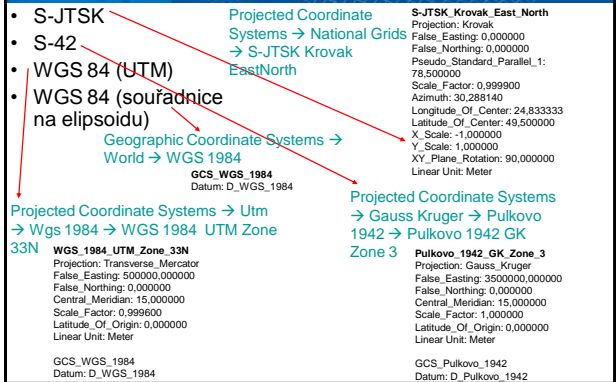 • S-JTSK
• S-42
• WGS 84 (UTM)
• WGS 84 (souřadnice
na elipsoidu)
Projected Coordinate
Systems → National Grids
→ S-JTSK Krovak
EastNorth
S-JTSK_Krovak_East_North
Projection: Krovak
False_Easting: 0,000000
False_Northing: 0,000000
Pseudo_Standard_Parallel_1:
78,500000
Scale_Factor: 0,999900
Azimuth: 30,288140
Longitude_Of_Center: 24,833333
Latitude_Of_Center: 49,500000
X_Scale: -1,000000
Y_Scale: 1,000000
XY_Plane_Rotation: 90,000000
Linear Unit: Meter
Geographic Coordinate Systems →
World → WGS 1984
GCS_WGS_1984
Datum: D_WGS_1984
Projected Coordinate Systems → Utm
→ Wgs 1984 → WGS 1984 UTM Zone
33N
WGS_1984_UTM_Zone_33N
Projection: Transverse_Mercator
False_Easting: 500000,000000
False_Northing: 0,000000
Central_Meridian: 15,000000
Scale_Factor: 0,999600
Latitude_Of_Origin: 0,000000
Linear Unit: Meter
GCS_WGS_1984
Datum: D_WGS_1984
Projected Coordinate Systems
→ Gauss Kruger → Pulkovo
1942 → Pulkovo 1942 GK
Zone 3
Pulkovo_1942_GK_Zone_3
Projection: Gauss_Kruger
False_Easting: 3500000,000000
False_Northing: 0,000000
Central_Meridian: 15,000000
Scale_Factor: 1,000000
Latitude_Of_Origin: 0,000000
Linear Unit: Meter
GCS_Pulkovo_1942
Datum: D_Pulkovo_1942